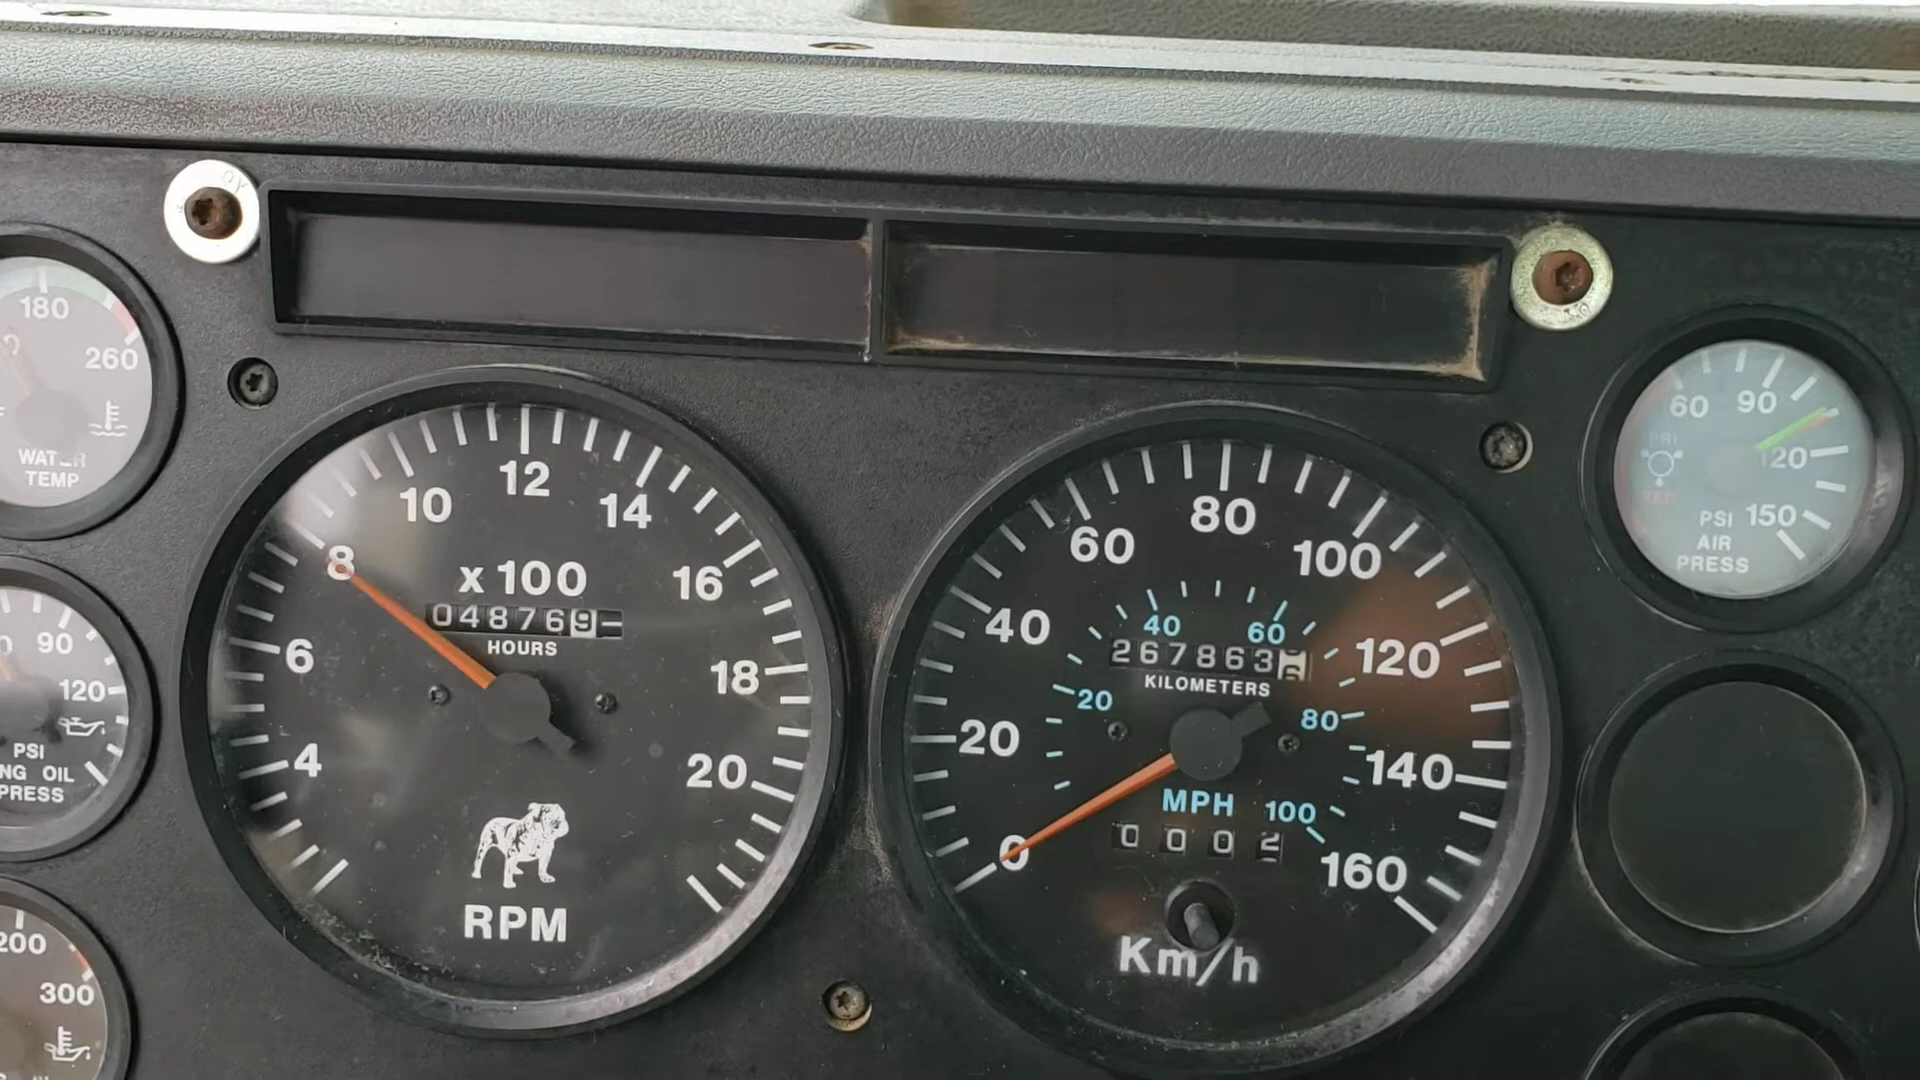 180
260
WATER
TEMP
90
120
PSI
NG OIL
PRESS
200
300
4
6
8
10
12
14
16
18
20
x 100
048769
HOURS
RPM
0
20
40
60
80
100
120
140
160
20
40
60
80
100
267863
KILOMETERS
MPH
0002
Km/h
60
90
120
150
PRI
SEC
PSI
AIR
PRESS